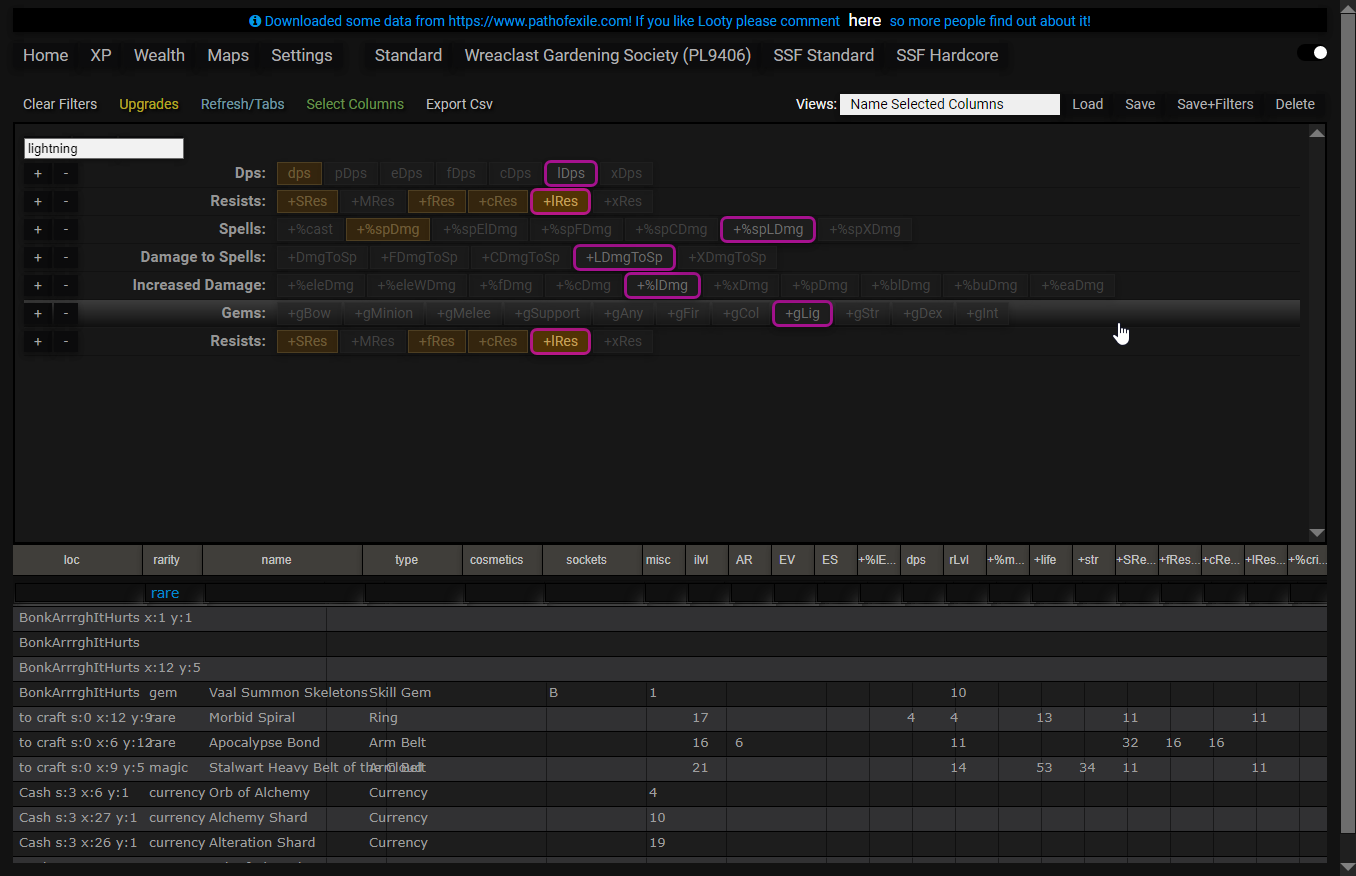 Downloaded some data from https://www.pathofexile.com! If you like Looty please comment here so more people find out about it!
Home XP Wealth Maps Settings Standard Wreaclast Gardening Society (PL9406) SSF Standard SSF Hardcore
Clear Filters Upgrades Refresh/Tabs Select Columns Export Csv Views: Name Selected Columns Load Save Save+Filters Delete
lightning
+ - Dps: dps pDps eDps fDps cDps lDps xDps
+ - Resists: +SRes +MRes +fRes +cRes +lRes +xRes
+ - Spells: +%cast +%spDmg +%spElDmg +%spFDmg +%spCDmg +%spLDmg +%spXDmg
+ - Damage to Spells: +DmgToSp +FDmgToSp +CDmgToSp +LDmgToSp +XDmgToSp
+ - Increased Damage: +%eleDmg +%eleWDmg +%fDmg +%cDmg +%lDmg +%xDmg +%pDmg +%blDmg +%buDmg +%eaDmg
+ - Gems: +gBow +gMinion +gMelee +gSupport +gAny +gFir +gCol +gLig +gStr +gDex +gInt
+ - Resists: +SRes +MRes +fRes +cRes +lRes +xRes
loc rarity name type cosmetics sockets misc ilvl AR EV ES +%lE... dps rLvl +%m... +life +str +SRe... +fRes... +cRe... +lRes... +%cri...
rare
BonkArrrghItHurts x:1 y:1
BonkArrrghItHurts
BonkArrrghItHurts x:12 y:5
BonkArrrghItHurts gem Vaal Summon Skeletons Skill Gem B 1 10
to craft s:0 x:12 y:9 rare Morbid Spiral Ring 17 4 4 13 11 11
to craft s:0 x:6 y:12 rare Apocalypse Bond Arm Belt 16 6 11 32 16 16
to craft s:0 x:9 y:5 magic Stalwart Heavy Belt of the Cloud Arm Belt 21 14 53 34 11 11
Cash s:3 x:6 y:1 currency Orb of Alchemy Currency 4
Cash s:3 x:27 y:1 currency Alchemy Shard Currency 10
Cash s:3 x:26 y:1 currency Alteration Shard Currency 19